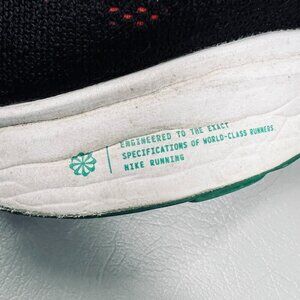 ENGINEERED TO THE EXACT
SPECIFICATIONS OF WORLD-CLASS RUNNERS.
NIKE RUNNING